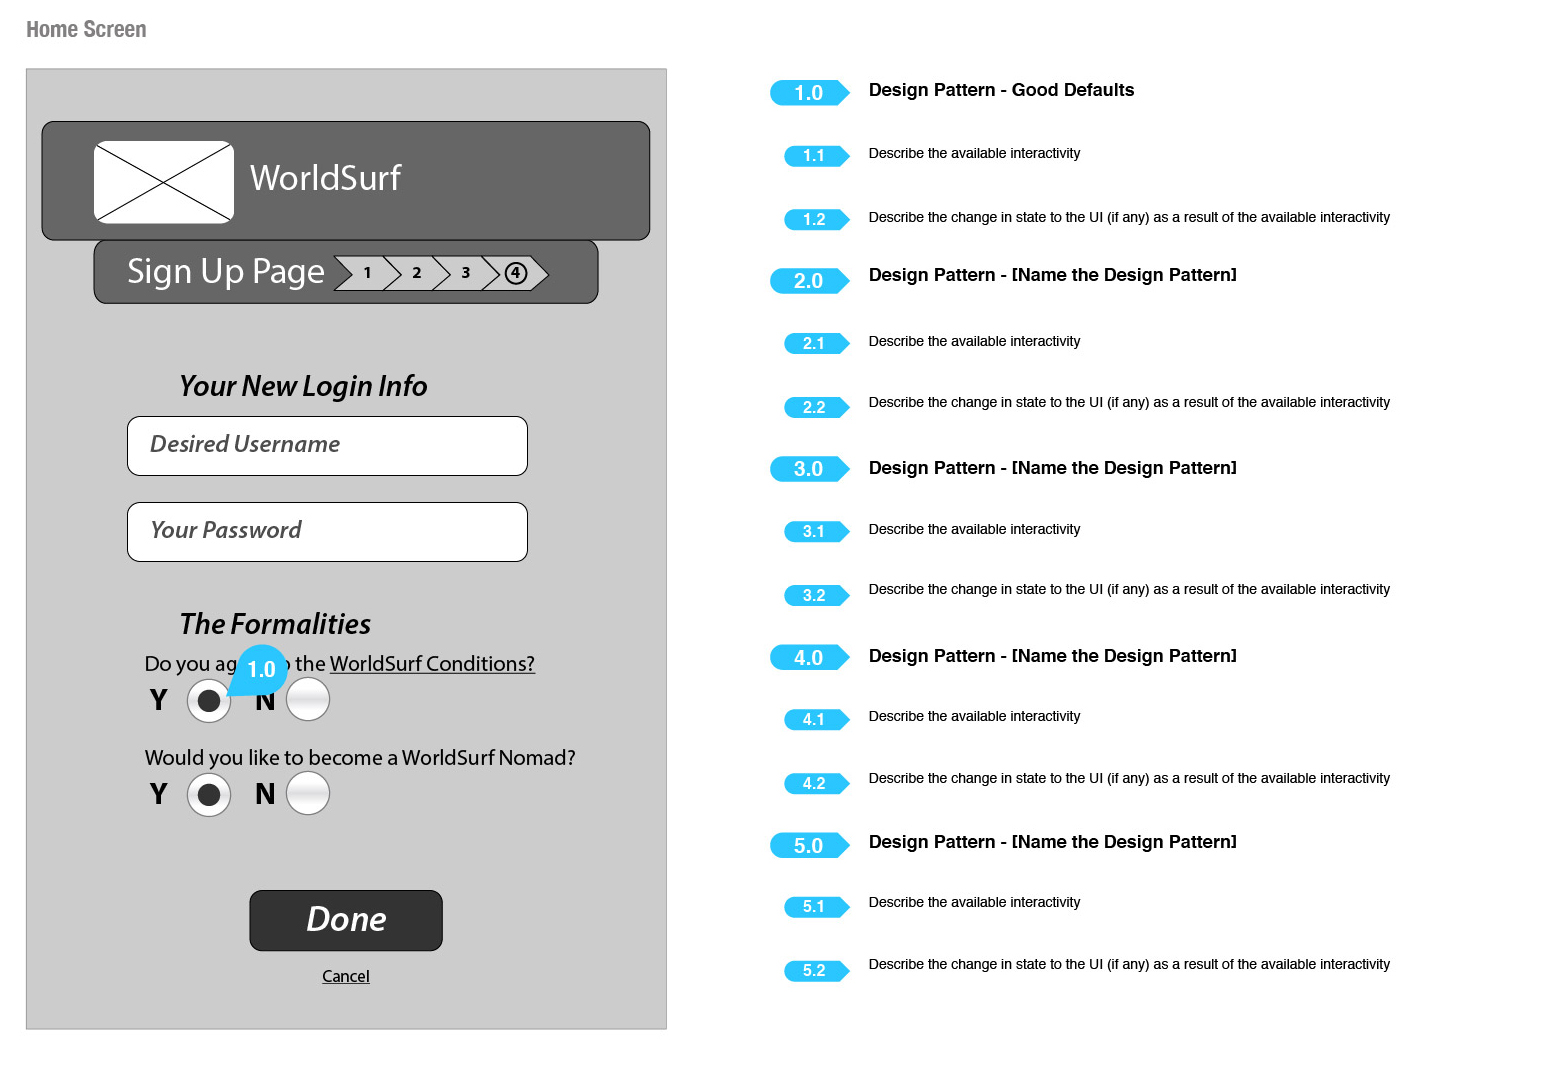 Home Screen
WorldSurf
Sign Up Page 1 2 3 4
Your New Login Info
Desired Username
Your Password
The Formalities
Do you ag the WorldSurf Conditions?
1.0
Y N
Would you like to become a WorldSurf Nomad?
Y N
Done
Cancel
1.0 Design Pattern - Good Defaults
1.1 Describe the available interactivity
1.2 Describe the change in state to the UI (if any) as a result of the available interactivity
2.0 Design Pattern - [Name the Design Pattern]
2.1 Describe the available interactivity
2.2 Describe the change in state to the UI (if any) as a result of the available interactivity
3.0 Design Pattern - [Name the Design Pattern]
3.1 Describe the available interactivity
3.2 Describe the change in state to the UI (if any) as a result of the available interactivity
4.0 Design Pattern - [Name the Design Pattern]
4.1 Describe the available interactivity
4.2 Describe the change in state to the UI (if any) as a result of the available interactivity
5.0 Design Pattern - [Name the Design Pattern]
5.1 Describe the available interactivity
5.2 Describe the change in state to the UI (if any) as a result of the available interactivity